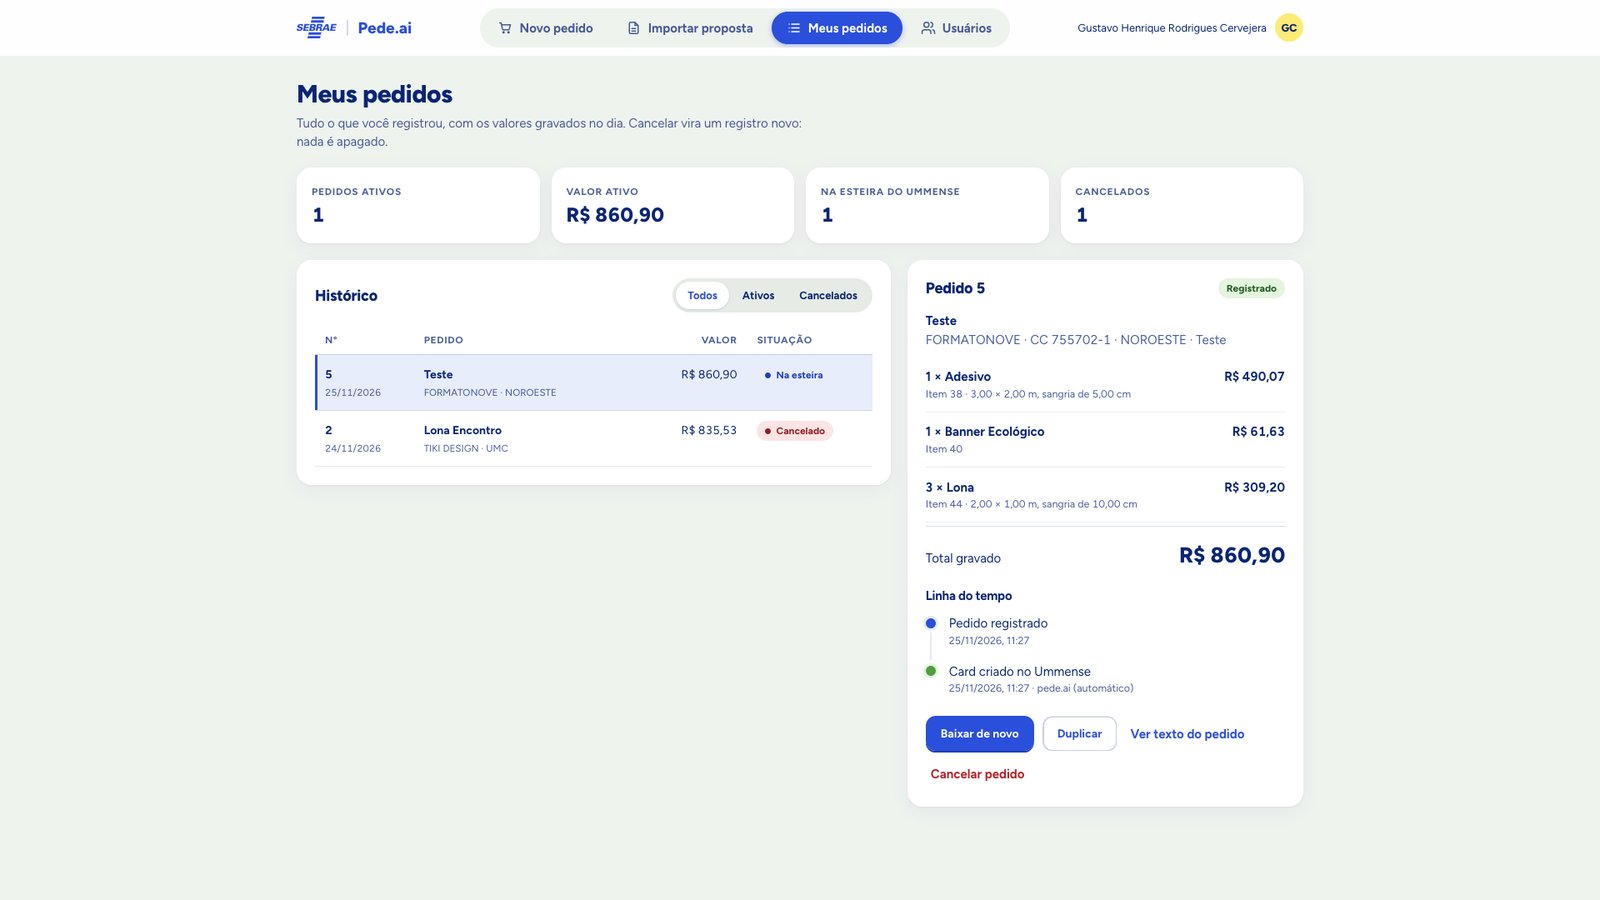 SEBRAE
Pede.ai
Novo pedido
Importar proposta
Meus pedidos
Usuários
Gustavo Henrique Rodrigues Cervejera
GC
Meus pedidos
Tudo o que você registrou, com os valores gravados no dia. Cancelar vira um registro novo:
nada é apagado.
PEDIDOS ATIVOS
1
VALOR ATIVO
R$ 860,90
NA ESTEIRA DO UMMENSE
1
CANCELADOS
1
Histórico
Todos
Ativos
Cancelados
Nº PEDIDO VALOR SITUAÇÃO
5 Teste R$ 860,90 Na esteira
25/11/2026 FORMATONOVE · NOROESTE
2 Lona Encontro R$ 835,53 Cancelado
24/11/2026 TIKI DESIGN · UMC
Pedido 5
Registrado
Teste
FORMATONOVE · CC 755702-1 · NOROESTE · Teste
1 × Adesivo R$ 490,07
Item 38 · 3,00 × 2,00 m, sangria de 5,00 cm
1 × Banner Ecológico R$ 61,63
Item 40
3 × Lona R$ 309,20
Item 44 · 2,00 × 1,00 m, sangria de 10,00 cm
Total gravado R$ 860,90
Linha do tempo
Pedido registrado
25/11/2026, 11:27
Card criado no Ummense
25/11/2026, 11:27 · pede.ai (automático)
Baixar de novo
Duplicar
Ver texto do pedido
Cancelar pedido